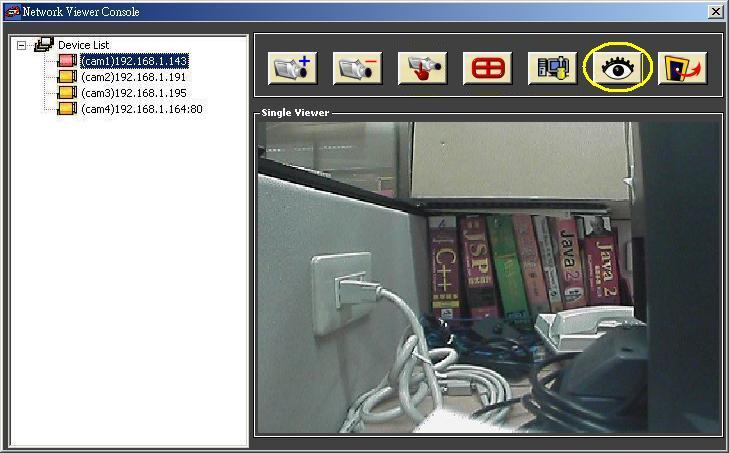 Network Viewer Console
Device List
(cam1)192.168.1.143
(cam2)192.168.1.191
(cam3)192.168.1.195
(cam4)192.168.1.164:80
Single Viewer
C++
JSP
Java 2
Java 2